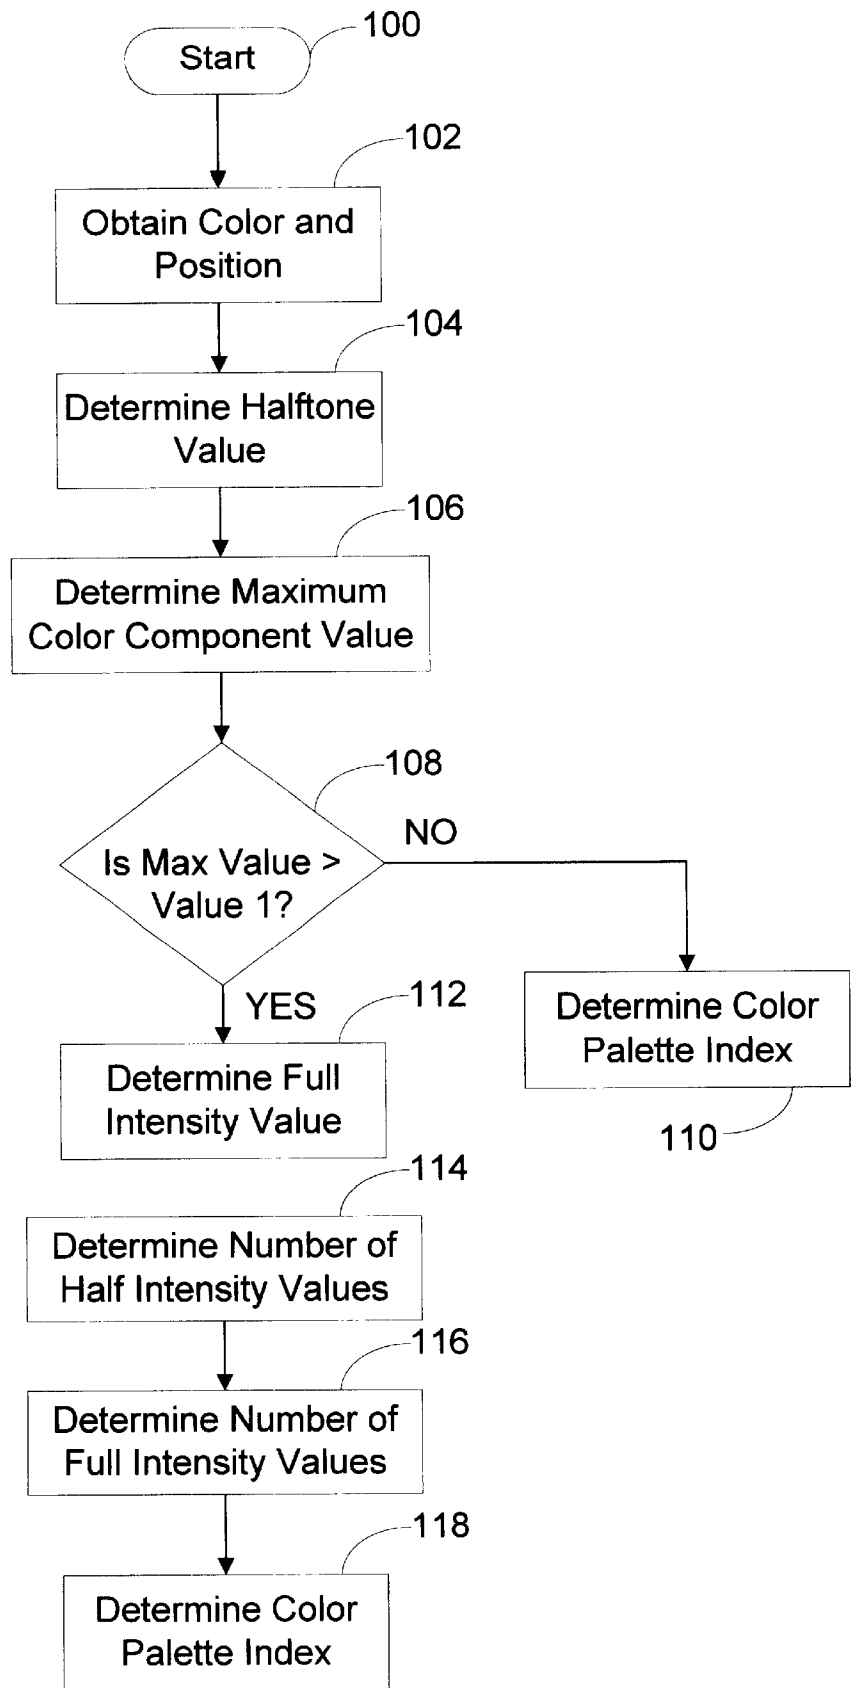 100
Start
102
Obtain Color and
Position
104
Determine Halftone
Value
106
Determine Maximum
Color Component Value
108
NO
Is Max Value >
Value 1?
YES
112
Determine Color
Palette Index
110
Determine Full
Intensity Value
114
Determine Number of
Half Intensity Values
116
Determine Number of
Full Intensity Values
118
Determine Color
Palette Index